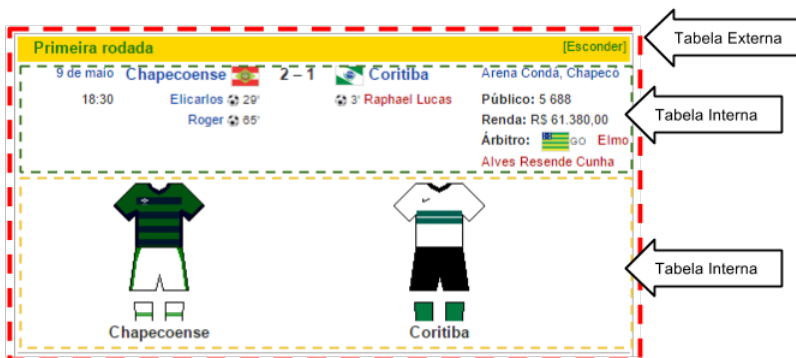 Primeira rodada [Esconder]
Tabela Externa
9 de maio Chapecoense 2 – 1 Coritiba Arena Condá, Chapecó
18:30 Elicarlos 29' 3' Raphael Lucas Público: 5 688
Roger 65' Renda: R$ 61.380,00
Tabela Interna
Árbitro: GO Elmo
Alves Resende Cunha
Tabela Interna
Chapecoense Coritiba